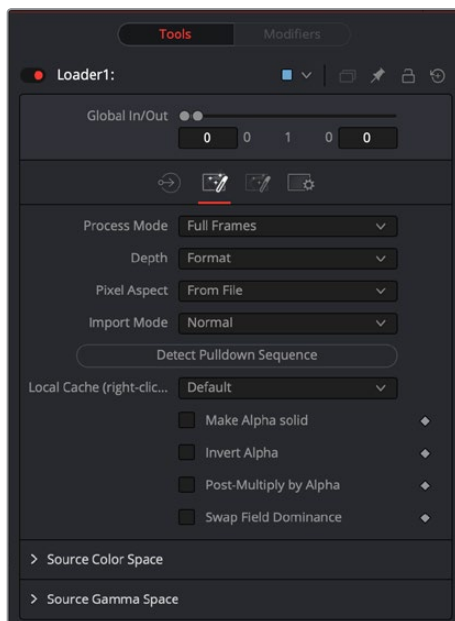 Tools Modifiers
Loader1:
Global In/Out
0 0 1 0 0
Process Mode Full Frames
Depth Format
Pixel Aspect From File
Import Mode Normal
Detect Pulldown Sequence
Local Cache (right-clic... Default
Make Alpha solid
Invert Alpha
Post-Multiply by Alpha
Swap Field Dominance
Source Color Space
Source Gamma Space